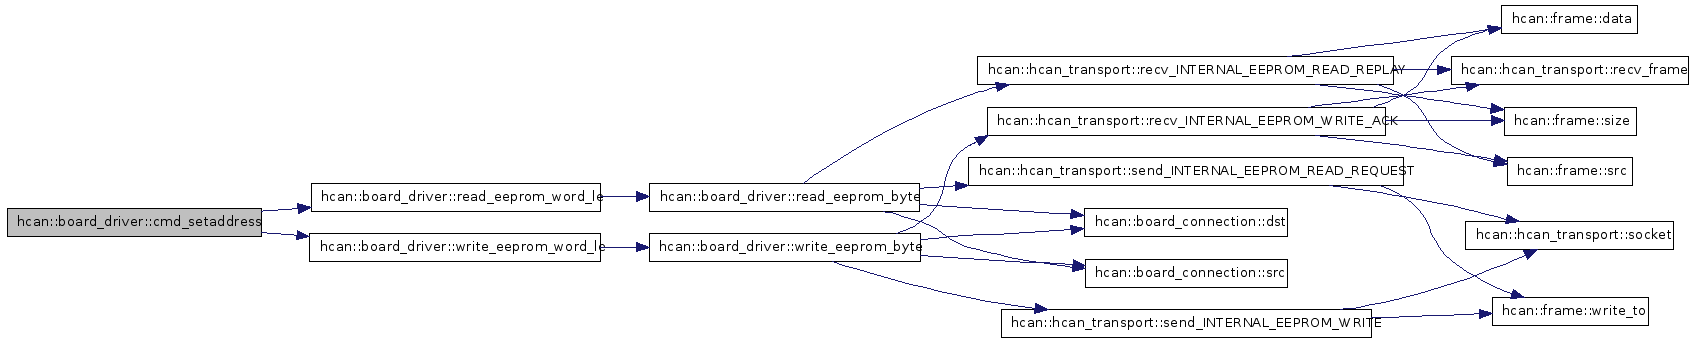 hcan::board_driver::cmd_setaddress
hcan::board_driver::read_eeprom_word_le
hcan::board_driver::write_eeprom_word_le
hcan::board_driver::read_eeprom_byte
hcan::board_driver::write_eeprom_byte
hcan::hcan_transport::recv_INTERNAL_EEPROM_READ_REPLAY
hcan::hcan_transport::recv_INTERNAL_EEPROM_WRITE_ACK
hcan::hcan_transport::send_INTERNAL_EEPROM_READ_REQUEST
hcan::board_connection::dst
hcan::board_connection::src
hcan::hcan_transport::send_INTERNAL_EEPROM_WRITE
hcan::frame::data
hcan::hcan_transport::recv_frame
hcan::frame::size
hcan::frame::src
hcan::hcan_transport::socket
hcan::frame::write_to